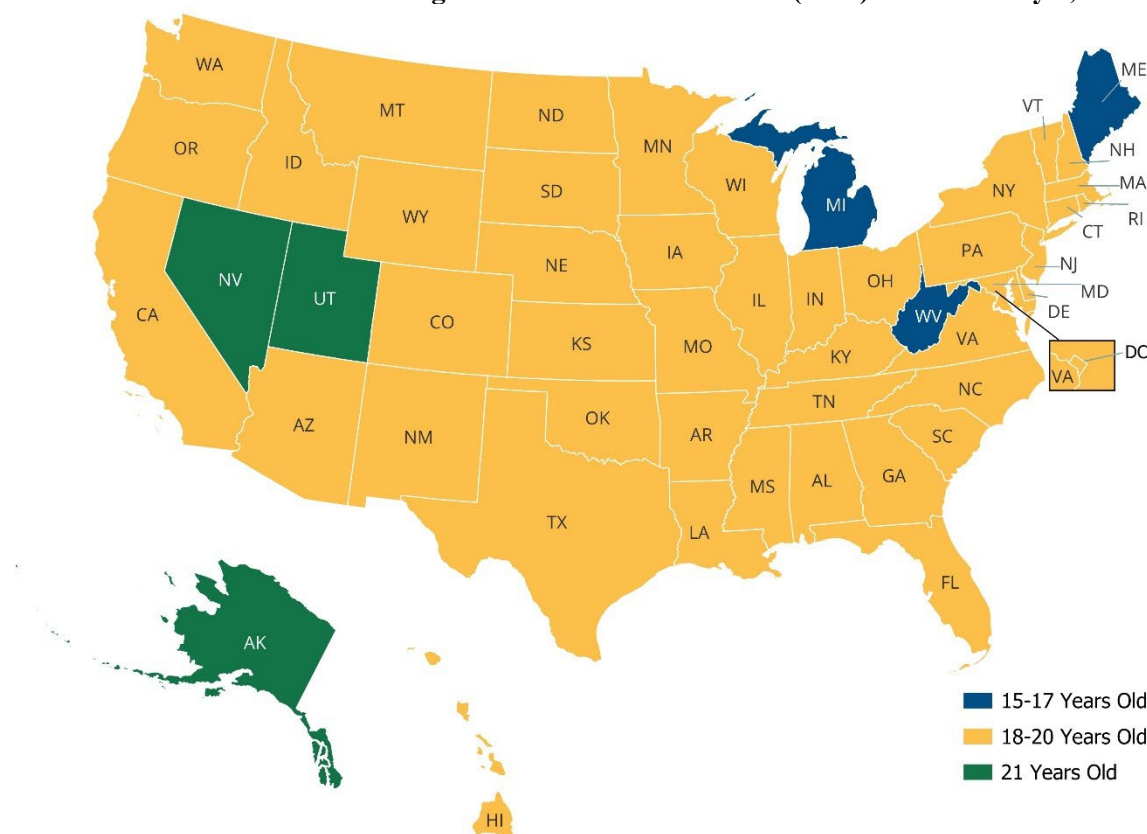 WA
MT
ND
MN
ME
VT
OR
ID
NH
SD
WI
NY
MA
WY
MI
RI
CT
IA
PA
NE
NJ
NV
OH
UT
IL
IN
MD
CA
CO
WV
DE
VA
KS
MO
KY
DC
VA
NC
TN
AZ
NM
OK
AR
SC
MS
AL
GA
TX
LA
FL
AK
15-17 Years Old
18-20 Years Old
21 Years Old
HI